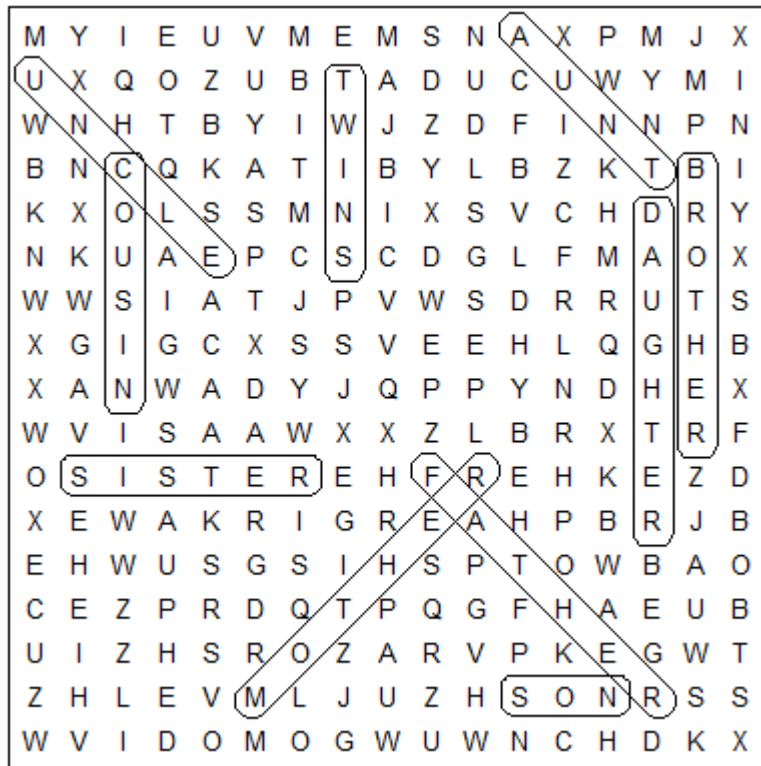 M Y I E U V M E M S N A X P M J X
U X Q O Z U B T A D U C U W Y M I
W N H T B Y I W J Z D F I N N P N
B N C Q K A T I B Y L B Z K T B I
K X O L S S M N I X S V C H D R Y
N K U A E P C S C D G L F M A O X
W W S I A T J P V W S D R R U T S
X G I G C X S S V E E H L Q G H B
X A N W A D Y J Q P P Y N D H E X
W V I S A A W X X Z L B R X T R F
O S I S T E R E H F R E H K E Z D
X E W A K R I G R E A H P B R J B
E H W U S G S I H S P T O W B A O
C E Z P R D Q T P Q G F H A E U B
U I Z H S R O Z A R V P K E G W T
Z H L E V M L J U Z H S O N R S S
W V I D O M O G W U W N C H D K X